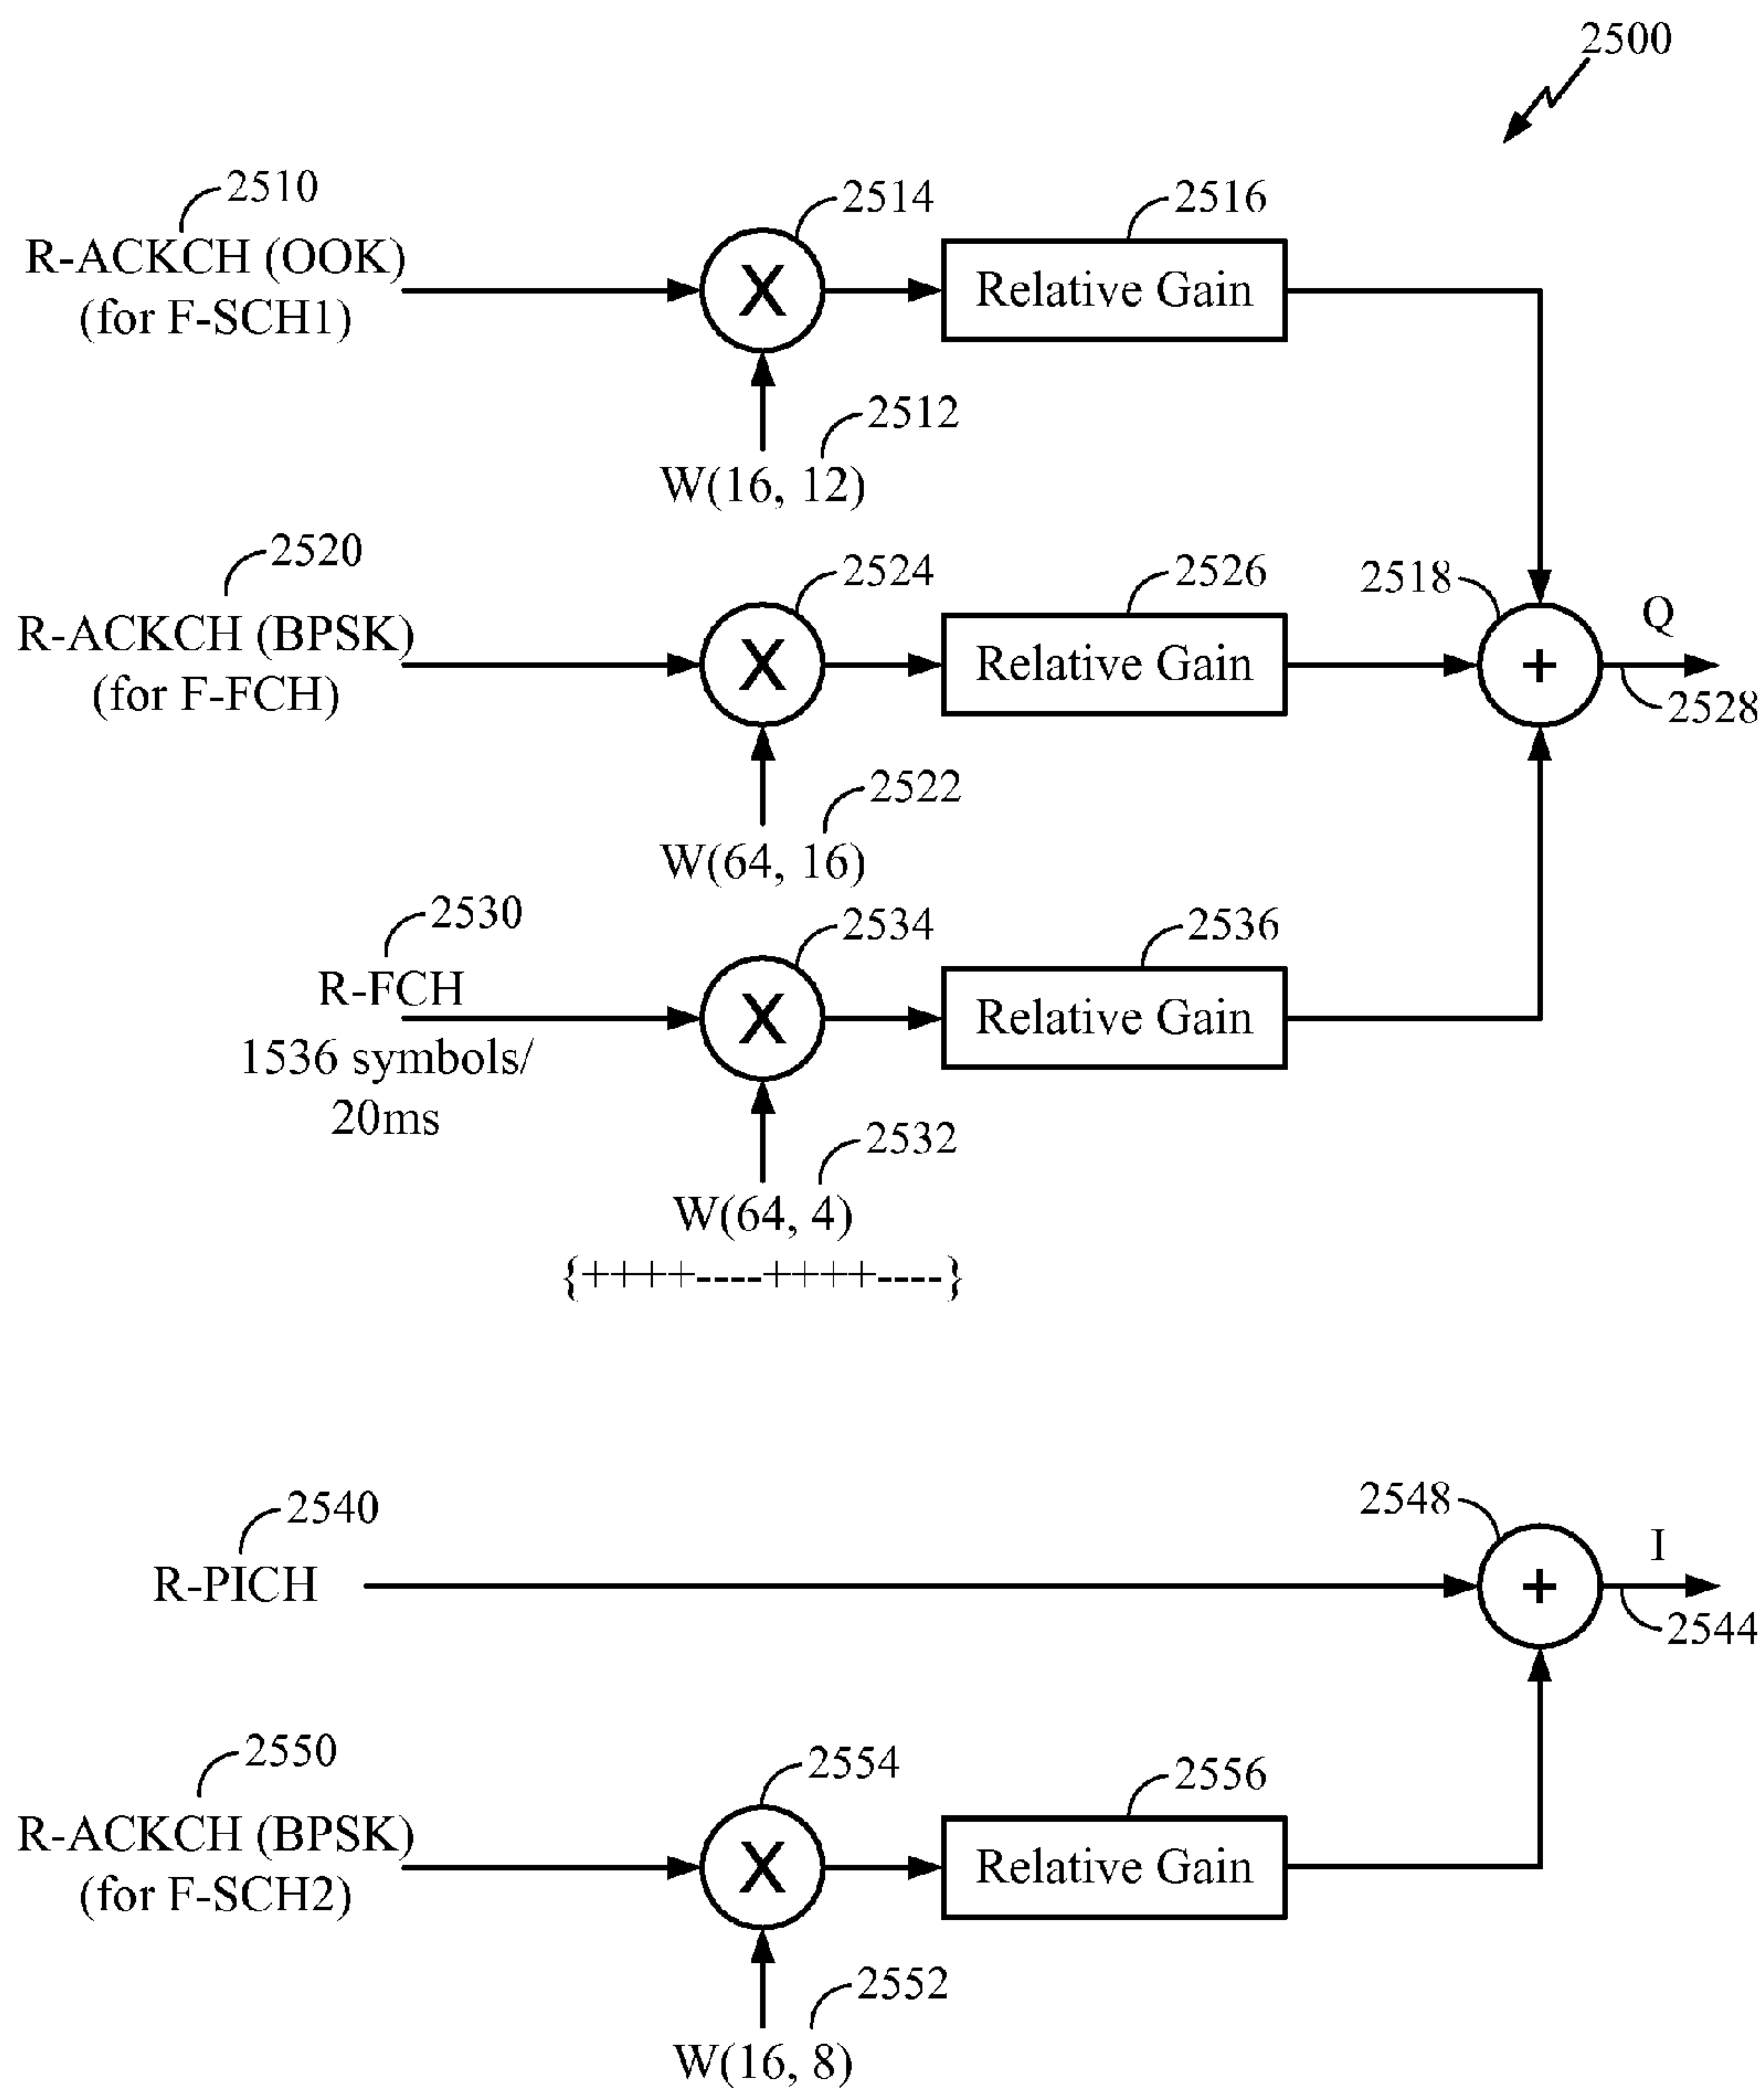 2500
2510
R-ACKCH (OOK)
(for F-SCH1)
2514
X
2516
Relative Gain
2512
W(16, 12)
2520
R-ACKCH (BPSK)
(for F-FCH)
2524
X
2526
Relative Gain
2518
+
Q
2528
2522
W(64, 16)
2530
R-FCH
1536 symbols/
20ms
2534
X
2536
Relative Gain
2532
W(64, 4)
{++++----++++----}
2540
R-PICH
2548
+
I
2544
2550
R-ACKCH (BPSK)
(for F-SCH2)
2554
X
2556
Relative Gain
2552
W(16, 8)